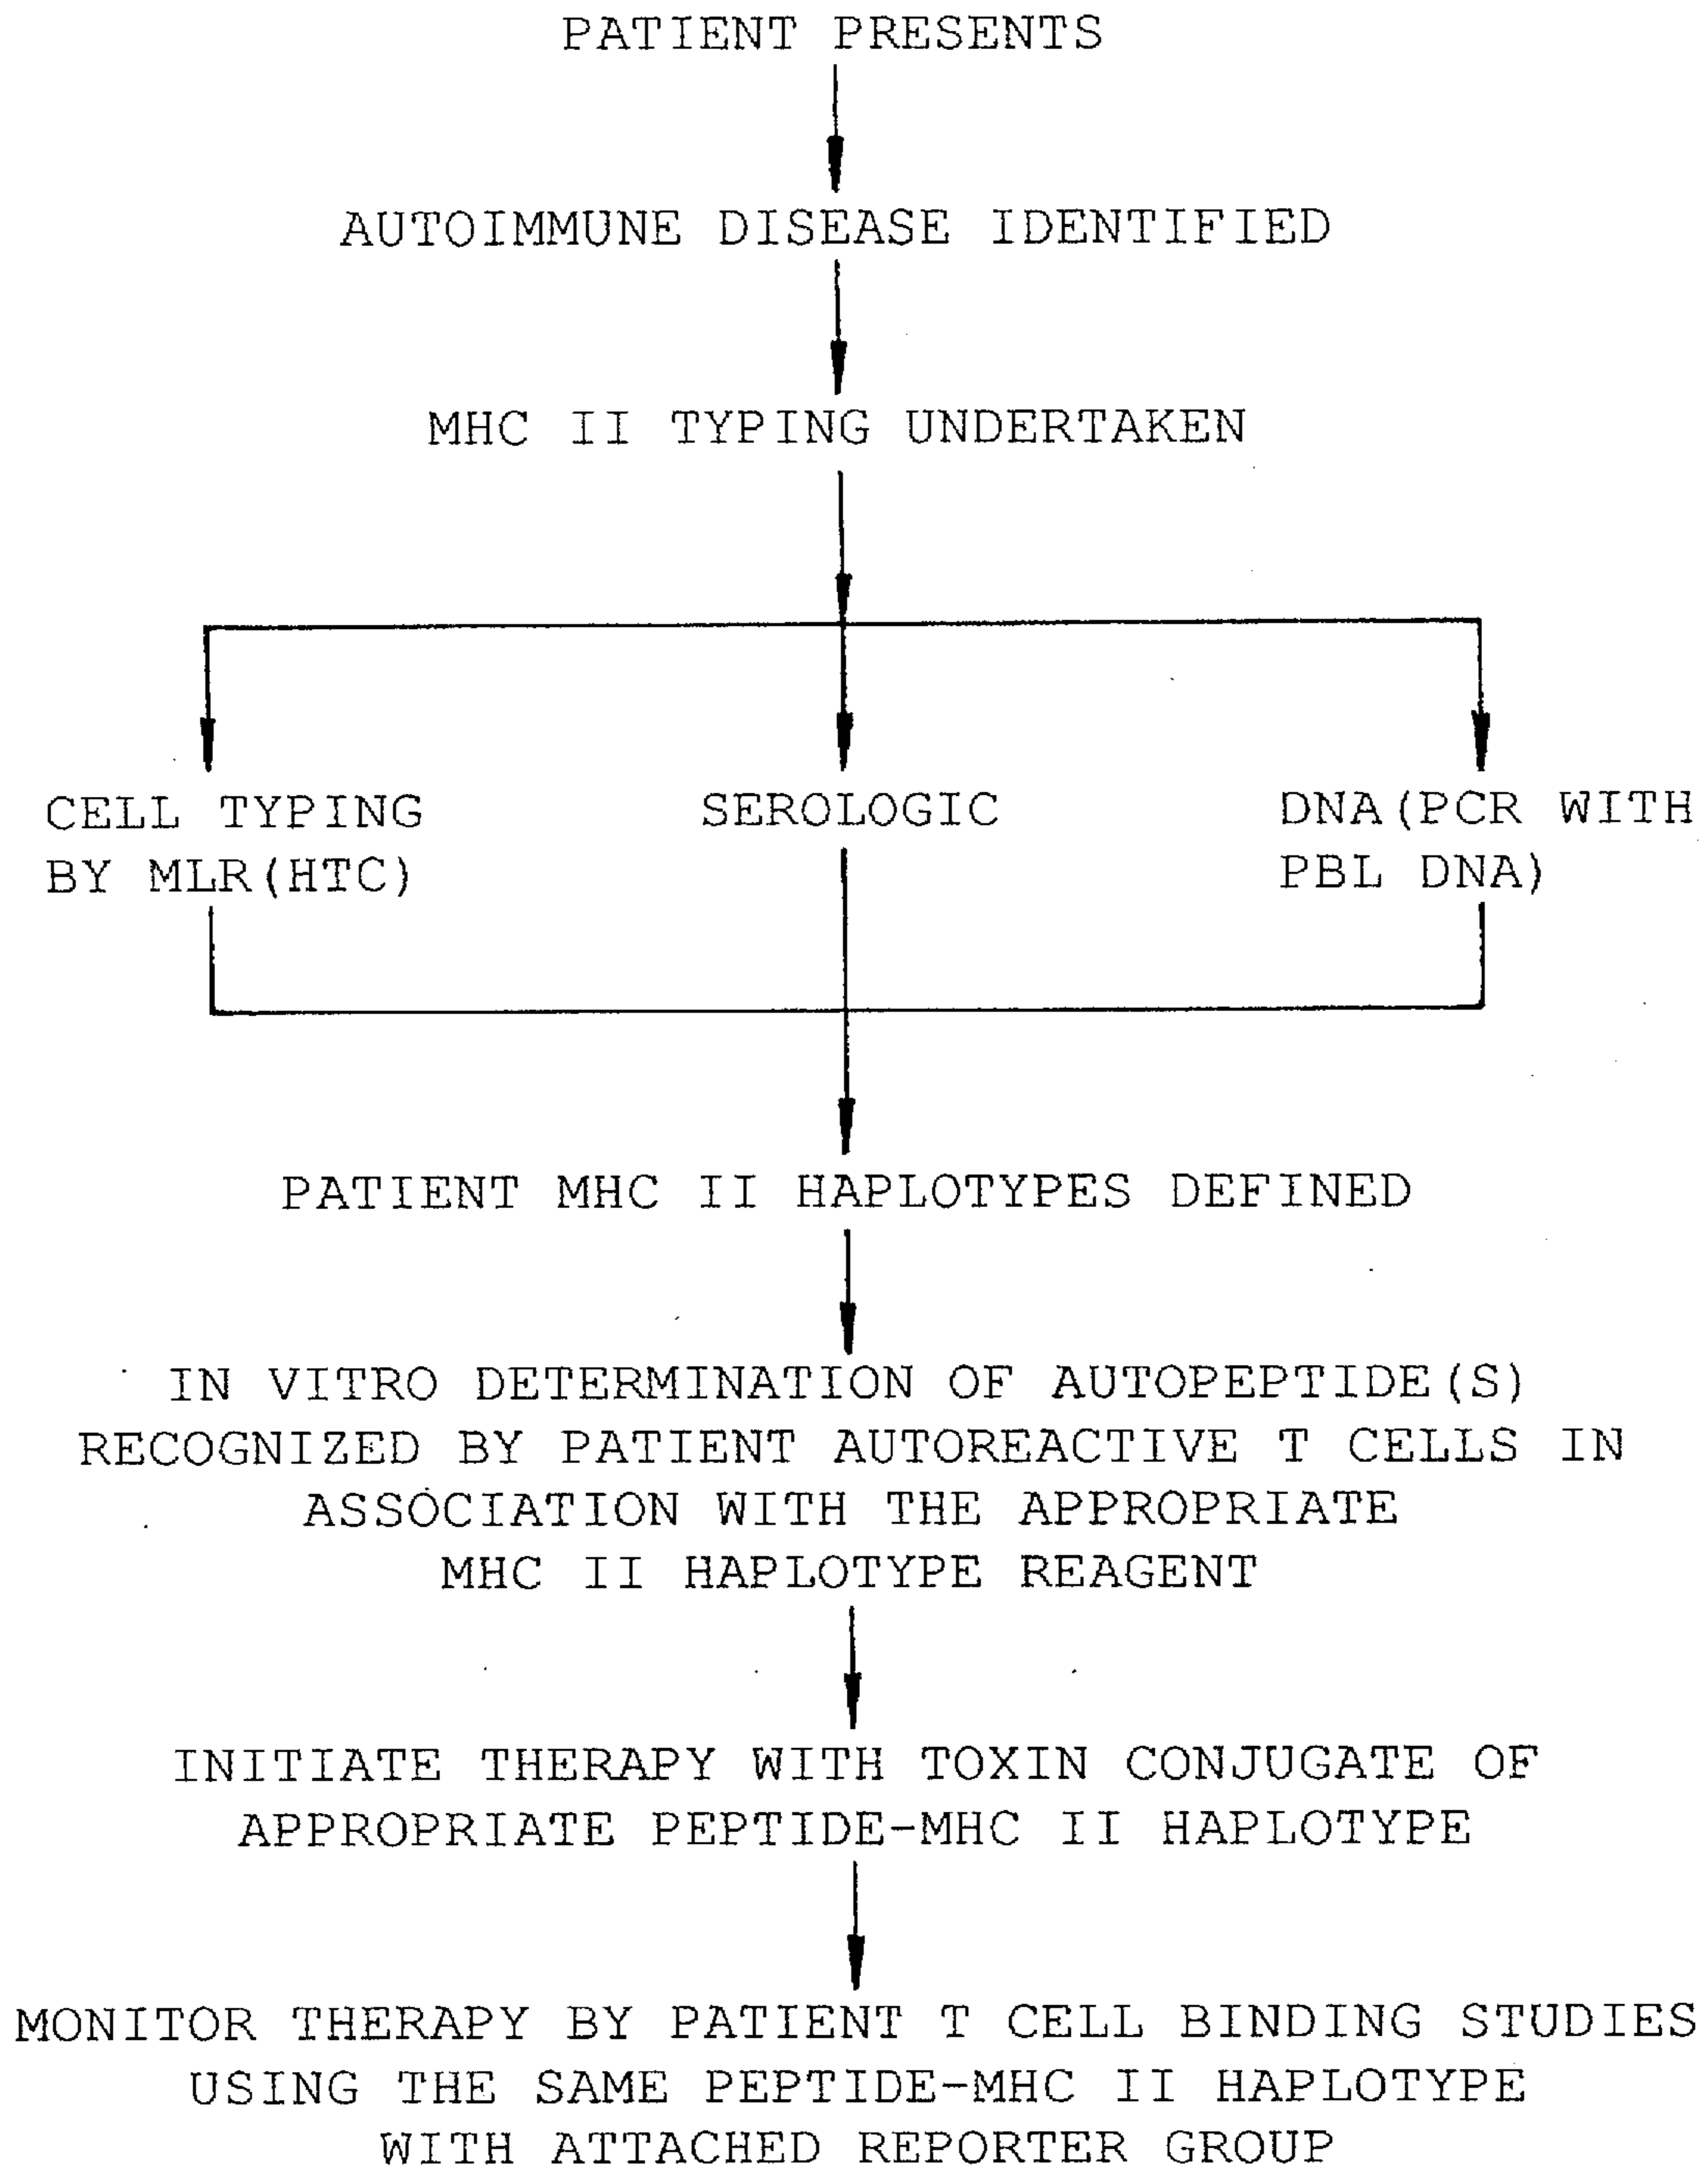 PATIENT PRESENTS
AUTOIMMUNE DISEASE IDENTIFIED
MHC II TYPING UNDERTAKEN
CELL TYPING
BY MLR(HTC)
SEROLOGIC
DNA(PCR WITH
PBL DNA)
PATIENT MHC II HAPLOTYPES DEFINED
IN VITRO DETERMINATION OF AUTOPEPTIDE(S)
RECOGNIZED BY PATIENT AUTOREACTIVE T CELLS IN
ASSOCIATION WITH THE APPROPRIATE
MHC II HAPLOTYPE REAGENT
INITIATE THERAPY WITH TOXIN CONJUGATE OF
APPROPRIATE PEPTIDE-MHC II HAPLOTYPE
MONITOR THERAPY BY PATIENT T CELL BINDING STUDIES
USING THE SAME PEPTIDE-MHC II HAPLOTYPE
WITH ATTACHED REPORTER GROUP